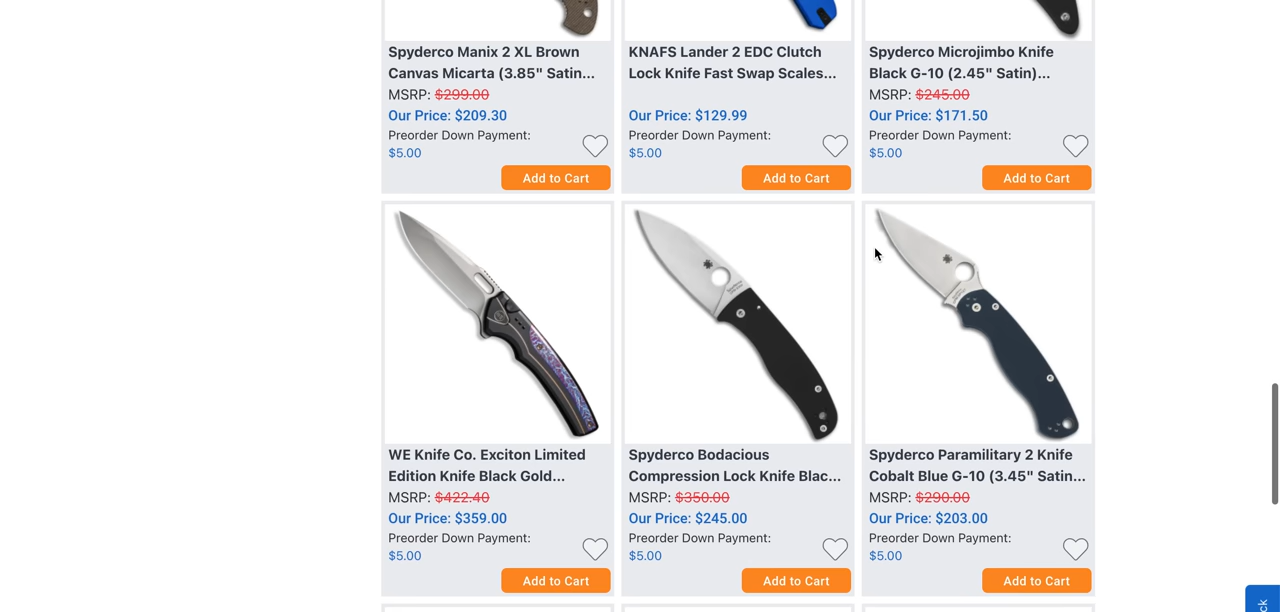 Spyderco Manix 2 XL Brown
Canvas Micarta (3.85" Satin...
MSRP: $299.00
Our Price: $209.30
Preorder Down Payment:
$5.00
Add to Cart
KNAFS Lander 2 EDC Clutch
Lock Knife Fast Swap Scales...
Our Price: $129.99
Preorder Down Payment:
$5.00
Add to Cart
Spyderco Microjimbo Knife
Black G-10 (2.45" Satin)...
MSRP: $245.00
Our Price: $171.50
Preorder Down Payment:
$5.00
Add to Cart
WE Knife Co. Exciton Limited
Edition Knife Black Gold...
MSRP: $422.40
Our Price: $359.00
Preorder Down Payment:
$5.00
Add to Cart
Spyderco Bodacious
Compression Lock Knife Blac...
MSRP: $350.00
Our Price: $245.00
Preorder Down Payment:
$5.00
Add to Cart
Spyderco Paramilitary 2 Knife
Cobalt Blue G-10 (3.45" Satin...
MSRP: $290.00
Our Price: $203.00
Preorder Down Payment:
$5.00
Add to Cart